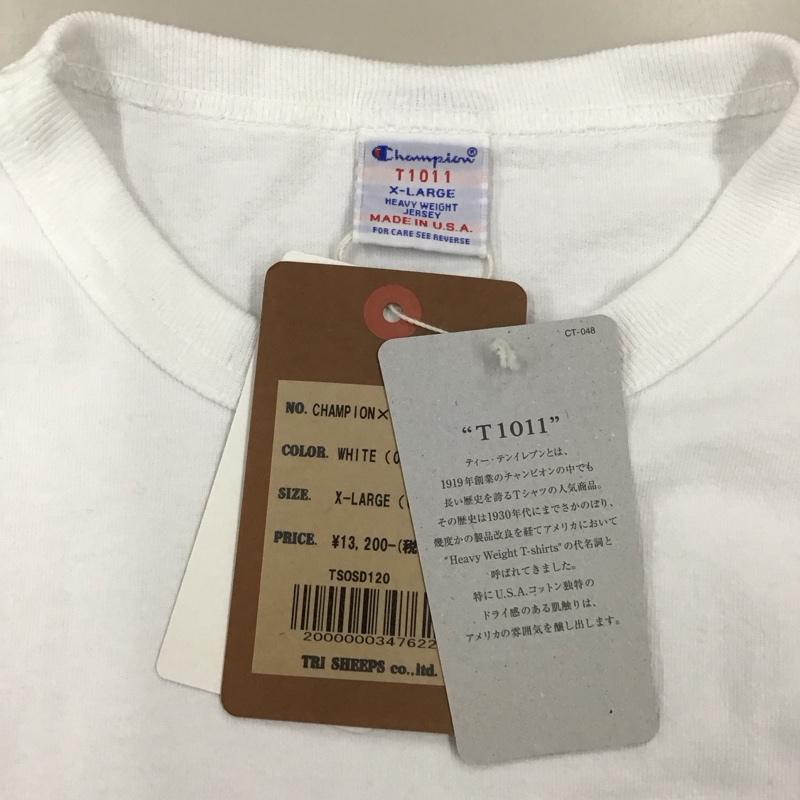 Champion®
T1011
X-LARGE
HEAVY WEIGHT
JERSEY
MADE IN U.S.A.
FOR CARE SEE REVERSE
NO. CHAMPION×
COLOR. WHITE (0
SIZE. X-LARGE (
PRICE. ¥13,200-(税
TSOSD120
2000000347622
TRI SHEEPS co.,ltd.
CT-048
“T1011”
ティー・テンイレブンとは、
1919年創業のチャンピオンの中でも
長い歴史を誇るTシャツの人気商品。
その歴史は1930年代にまでさかのぼり、
幾度かの製品改良を経てアメリカにおいて
“Heavy Weight T-shirts”の代名詞と
呼ばれてきました。
特にU.S.A.コットン独特の
ドライ感のある肌触りは、
アメリカの雰囲気を醸し出します。